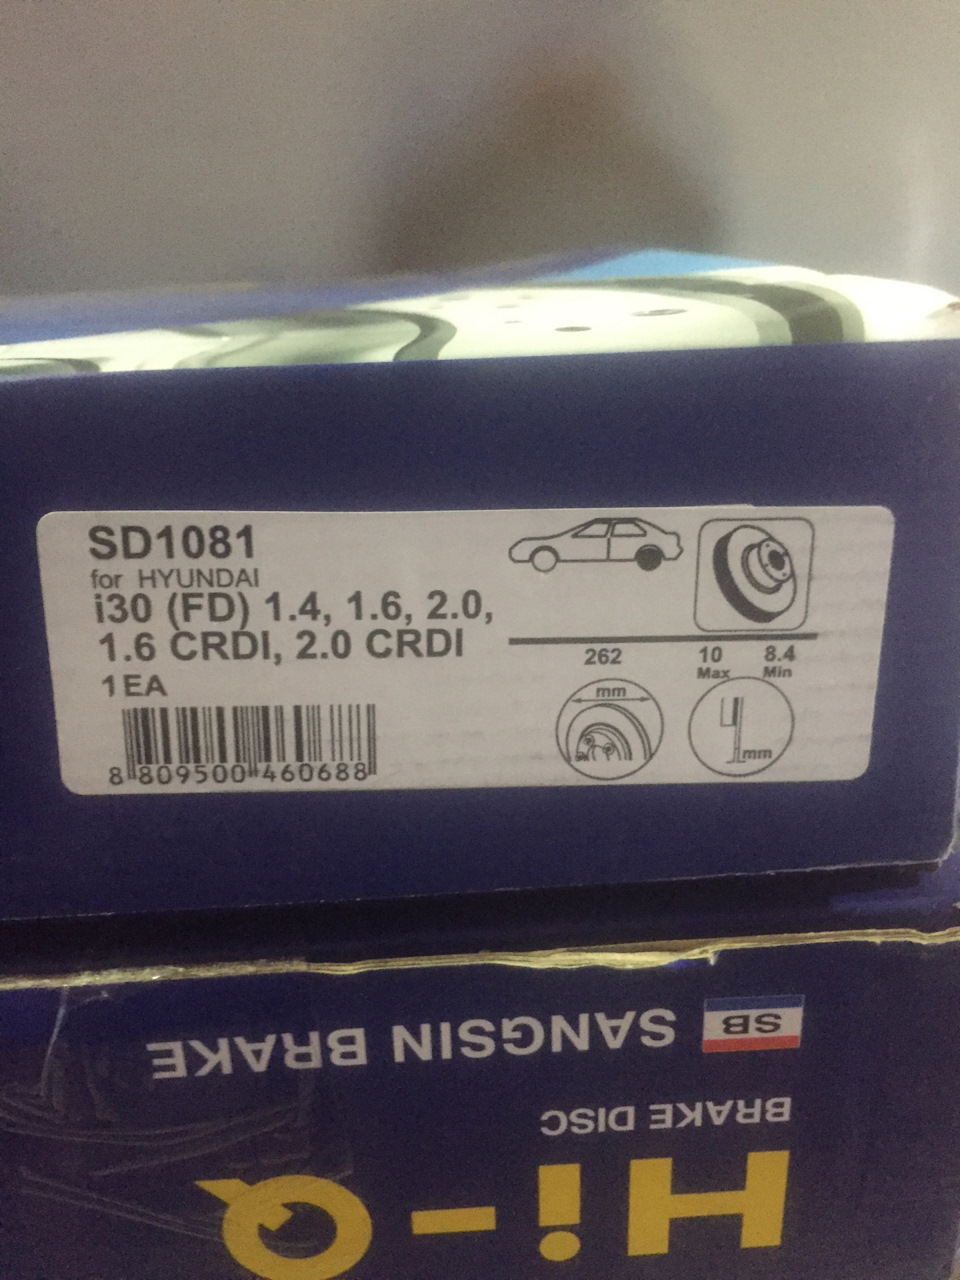 SD1081
for HYUNDAI
i30 (FD) 1.4, 1.6, 2.0,
1.6 CRDI, 2.0 CRDI
1EA
8 809500 460688
262
10 8.4
Max Min
mm
mm
SB SANGSIN BRAKE
BRAKE DISC
Hi-Q